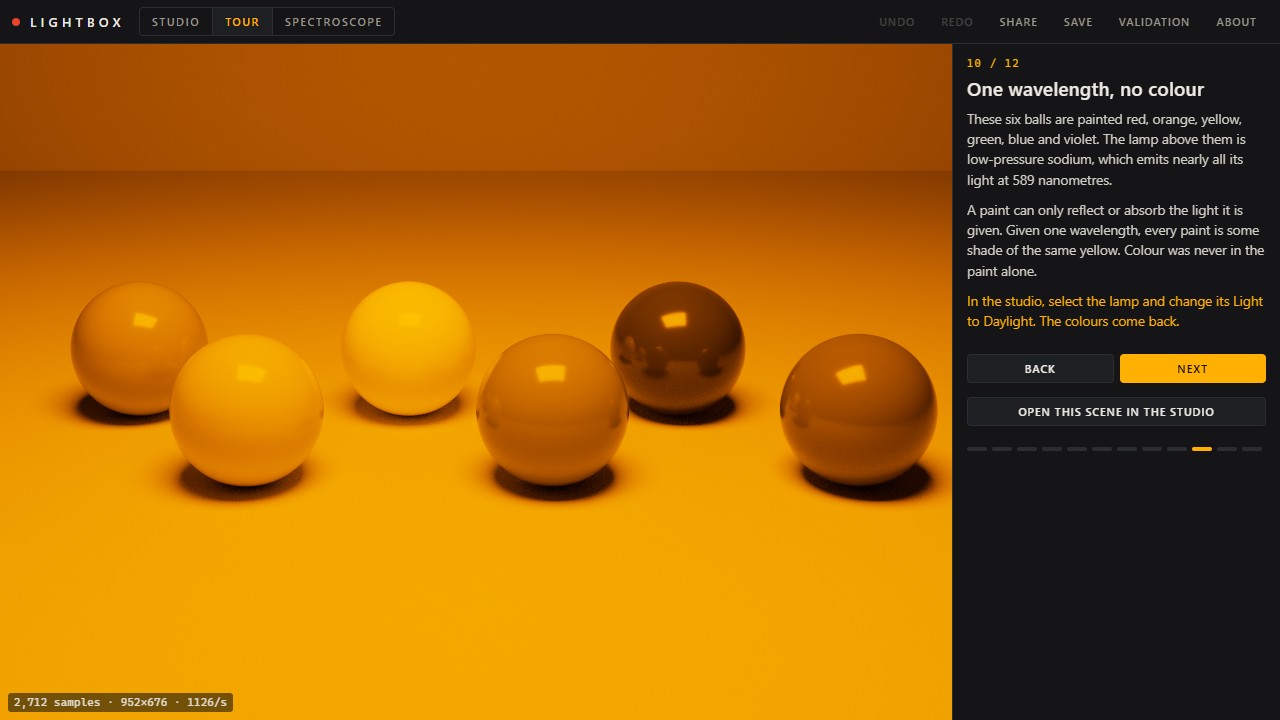 LIGHTBOX STUDIO TOUR SPECTROSCOPE UNDO REDO SHARE SAVE VALIDATION ABOUT
10 / 12
One wavelength, no colour
These six balls are painted red, orange, yellow,
green, blue and violet. The lamp above them is
low-pressure sodium, which emits nearly all its
light at 589 nanometres.
A paint can only reflect or absorb the light it is
given. Given one wavelength, every paint is some
shade of the same yellow. Colour was never in the
paint alone.
In the studio, select the lamp and change its Light
to Daylight. The colours come back.
BACK NEXT
OPEN THIS SCENE IN THE STUDIO
2,712 samples · 952×676 · 1126/s